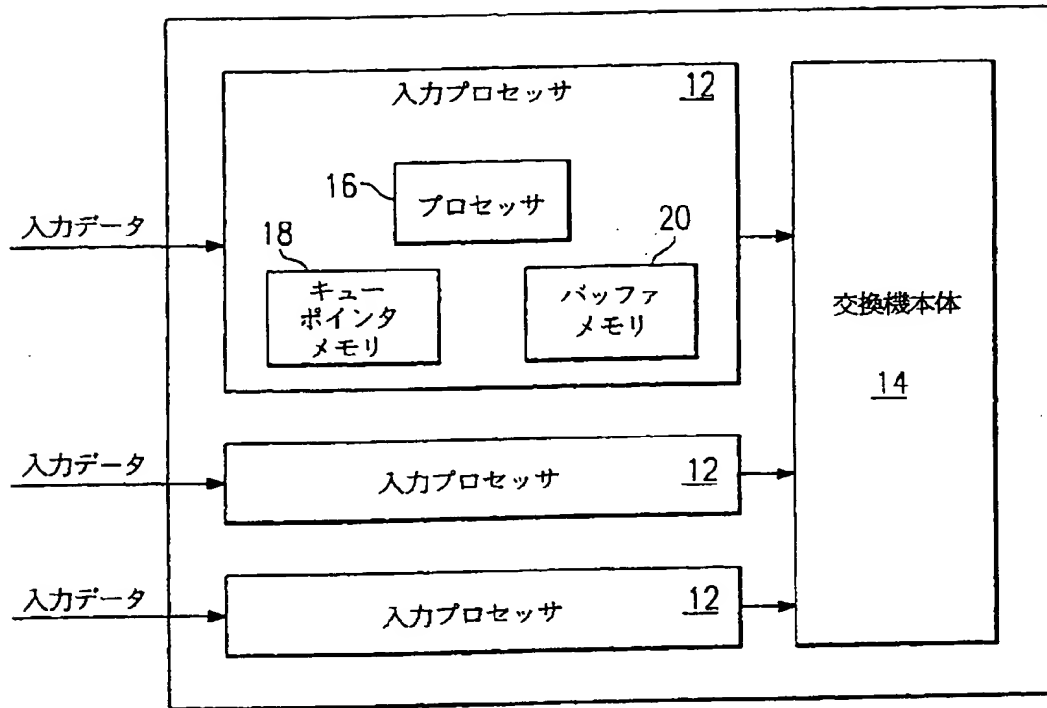 入力プロセッサ 12
16
プロセッサ
入力データ
18
キュー
ポインタ
メモリ
20
バッファ
メモリ
交換機本体
14
入力データ
入力プロセッサ 12
入力データ
入力プロセッサ 12